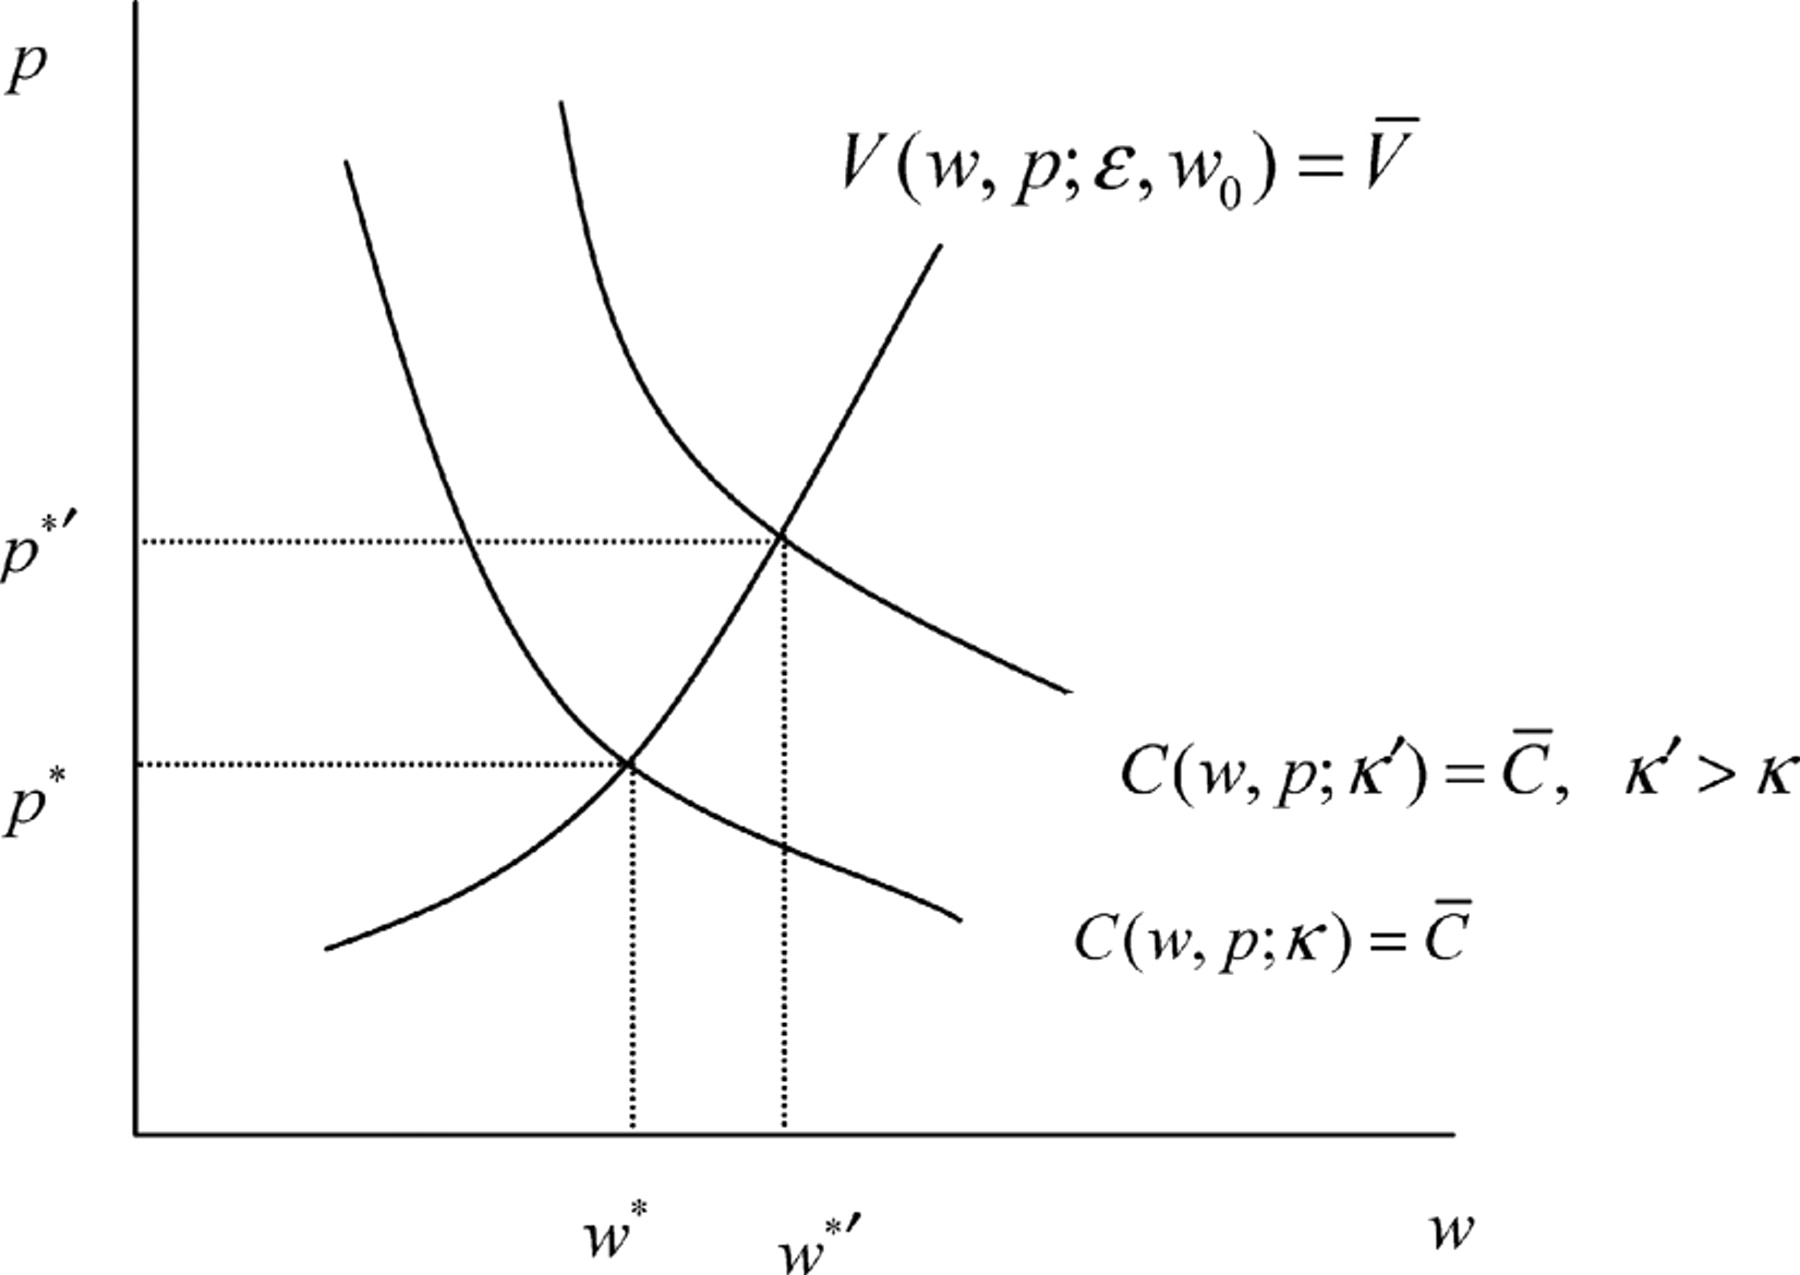 p
V(w, p; ε, w₀) = V̅
p*′
C(w, p; κ′) = C̅, κ′ > κ
p*
C(w, p; κ) = C̅
w*
w*′
w